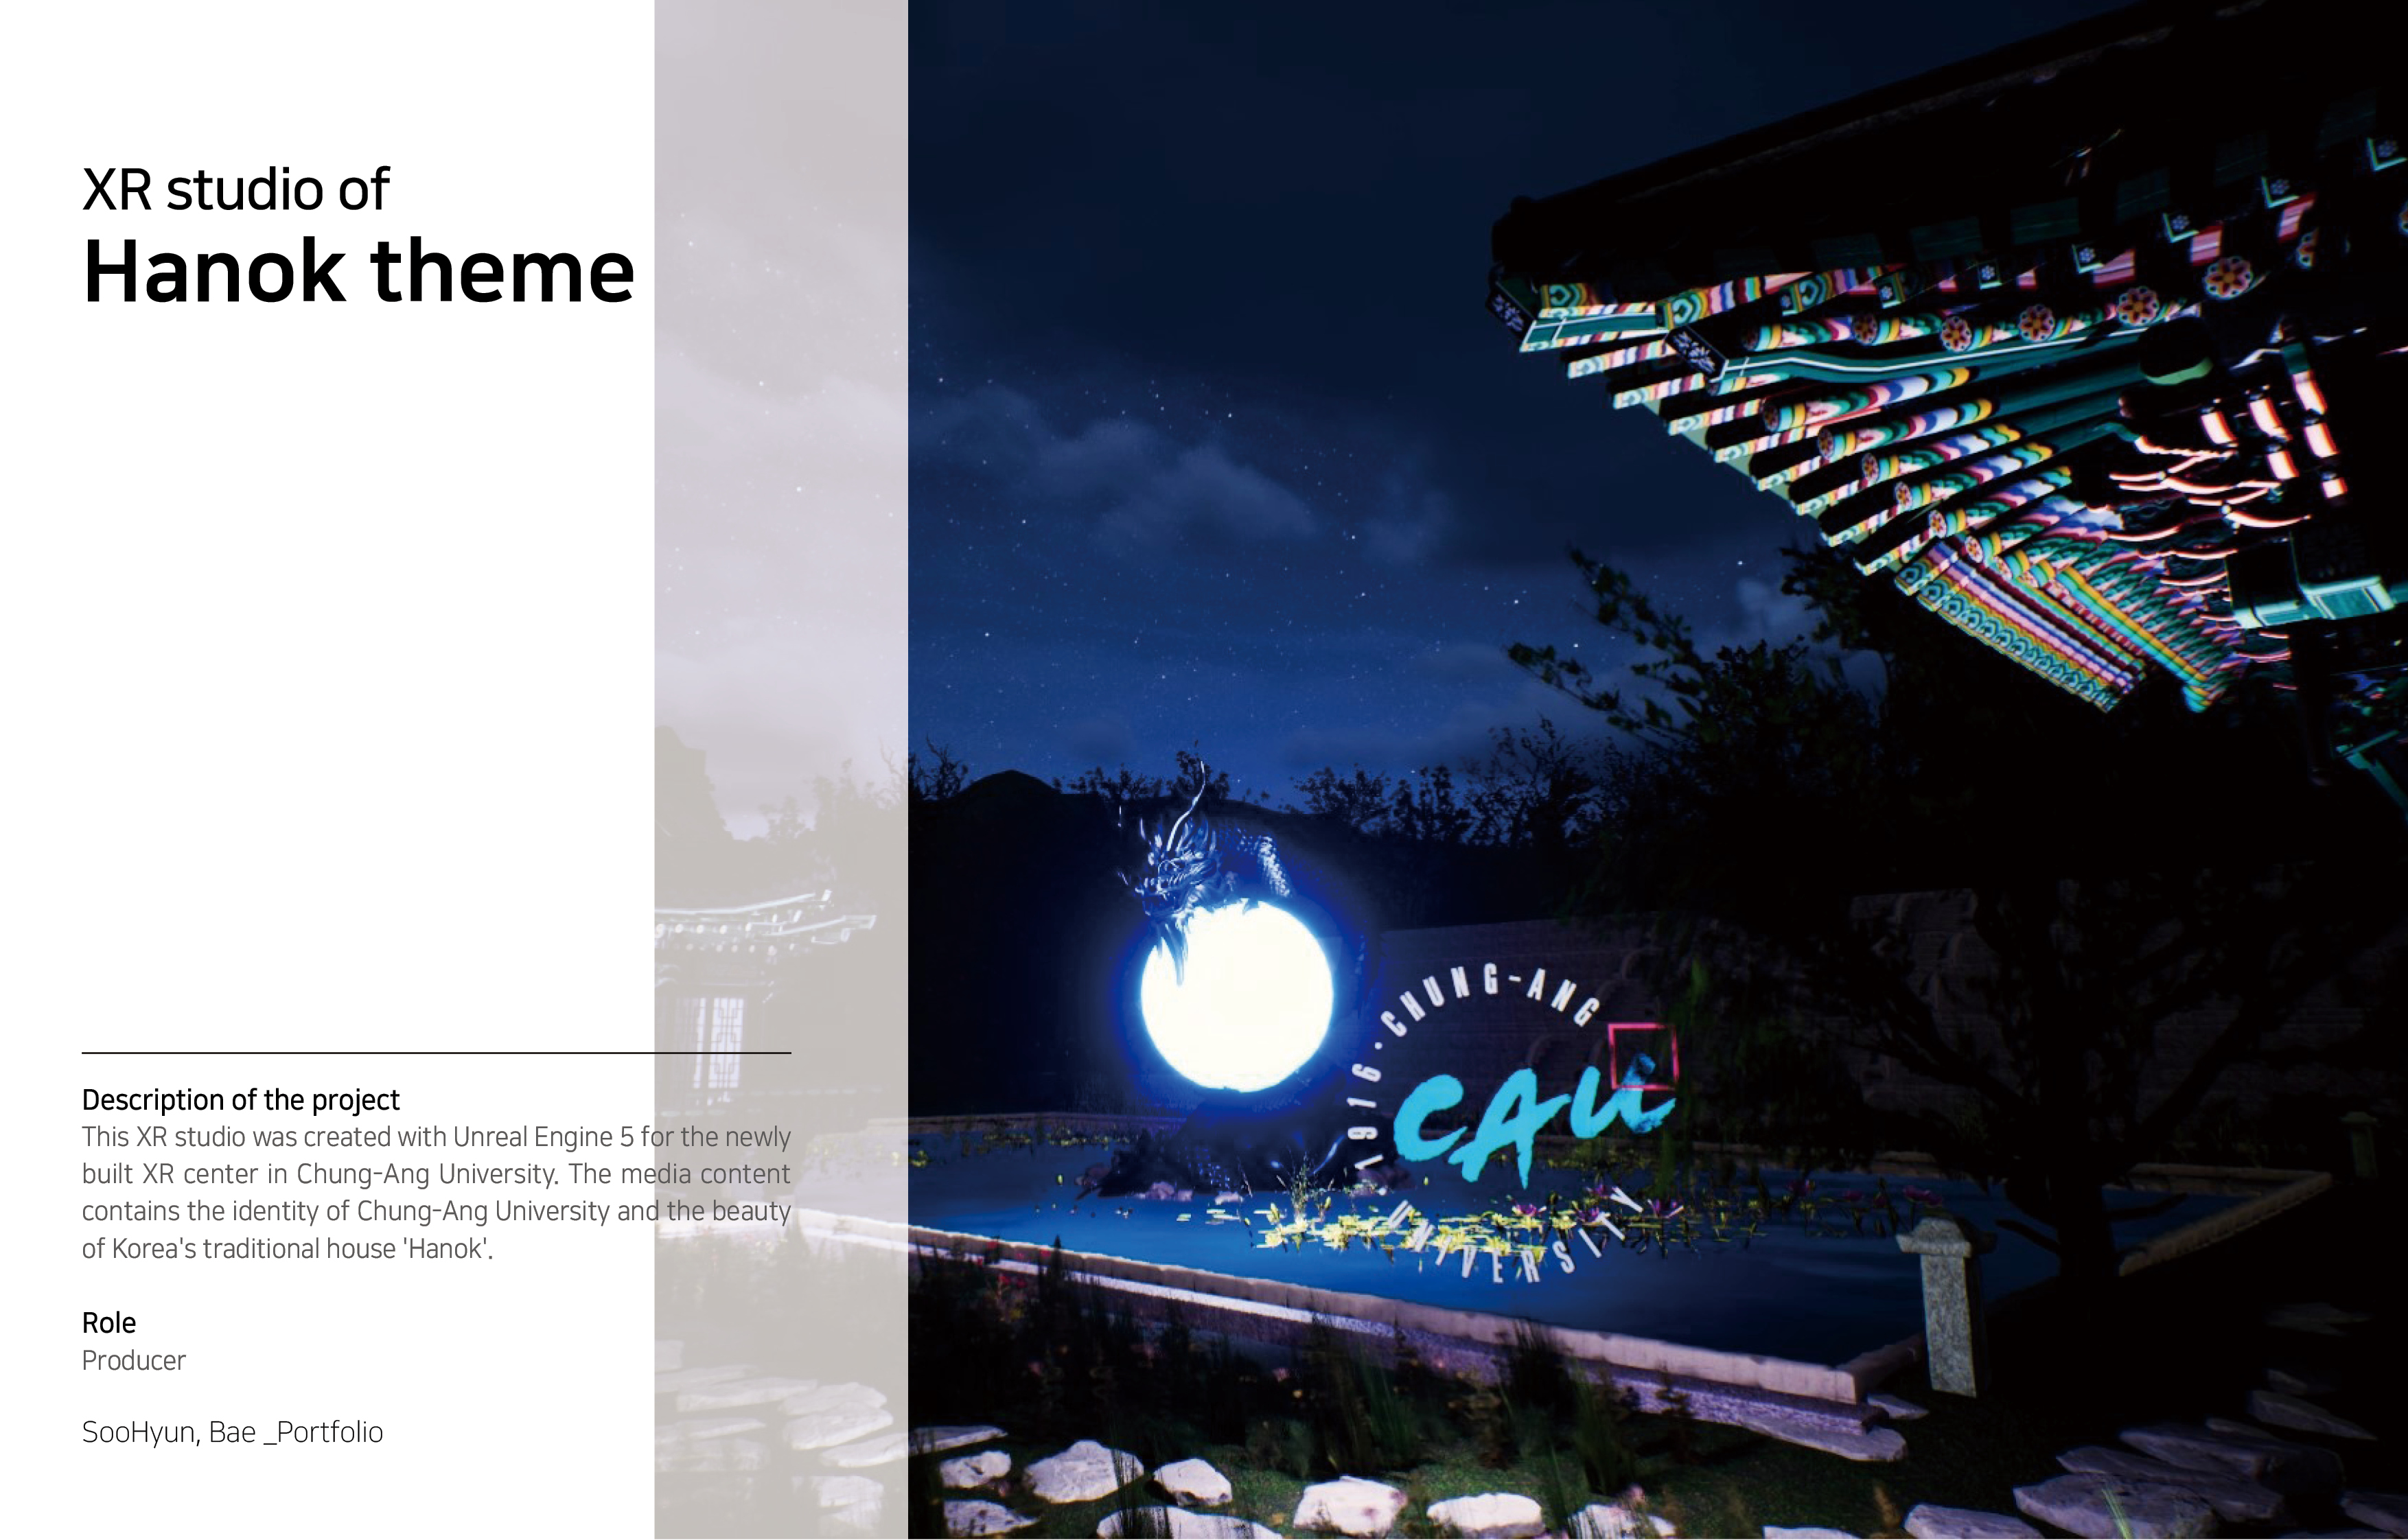 XR studio of
Hanok theme
Description of the project
This XR studio was created with Unreal Engine 5 for the newly
built XR center in Chung-Ang University. The media content
contains the identity of Chung-Ang University and the beauty
of Korea's traditional house 'Hanok'.
Role
Producer
SooHyun, Bae _Portfolio
1916 · CHUNG-ANG
CAU
· UNIVERSITY